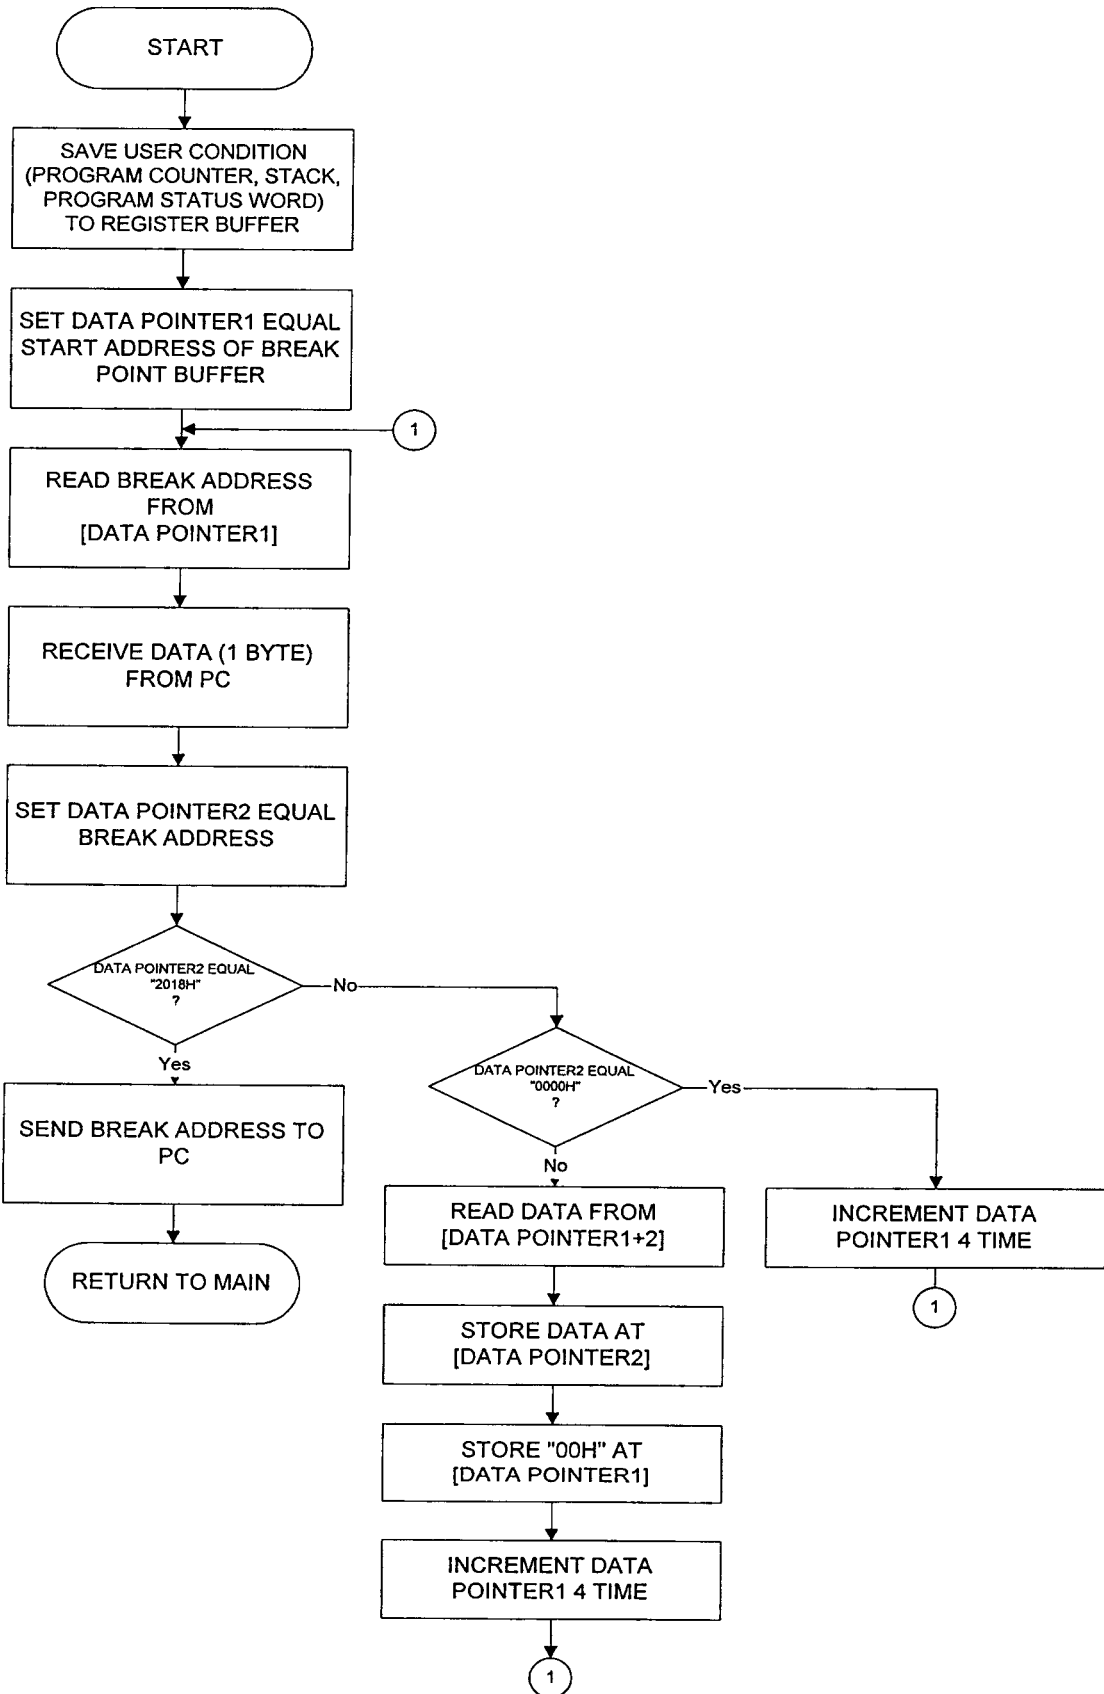 START
SAVE USER CONDITION
(PROGRAM COUNTER, STACK,
PROGRAM STATUS WORD)
TO REGISTER BUFFER
SET DATA POINTER1 EQUAL
START ADDRESS OF BREAK
POINT BUFFER
1
READ BREAK ADDRESS
FROM
[DATA POINTER1]
RECEIVE DATA (1 BYTE)
FROM PC
SET DATA POINTER2 EQUAL
BREAK ADDRESS
DATA POINTER2 EQUAL
"2018H"
?
No
Yes
SEND BREAK ADDRESS TO
PC
RETURN TO MAIN
DATA POINTER2 EQUAL
"0000H"
?
Yes
No
READ DATA FROM
[DATA POINTER1+2]
INCREMENT DATA
POINTER1 4 TIME
1
STORE DATA AT
[DATA POINTER2]
STORE "00H" AT
[DATA POINTER1]
INCREMENT DATA
POINTER1 4 TIME
1